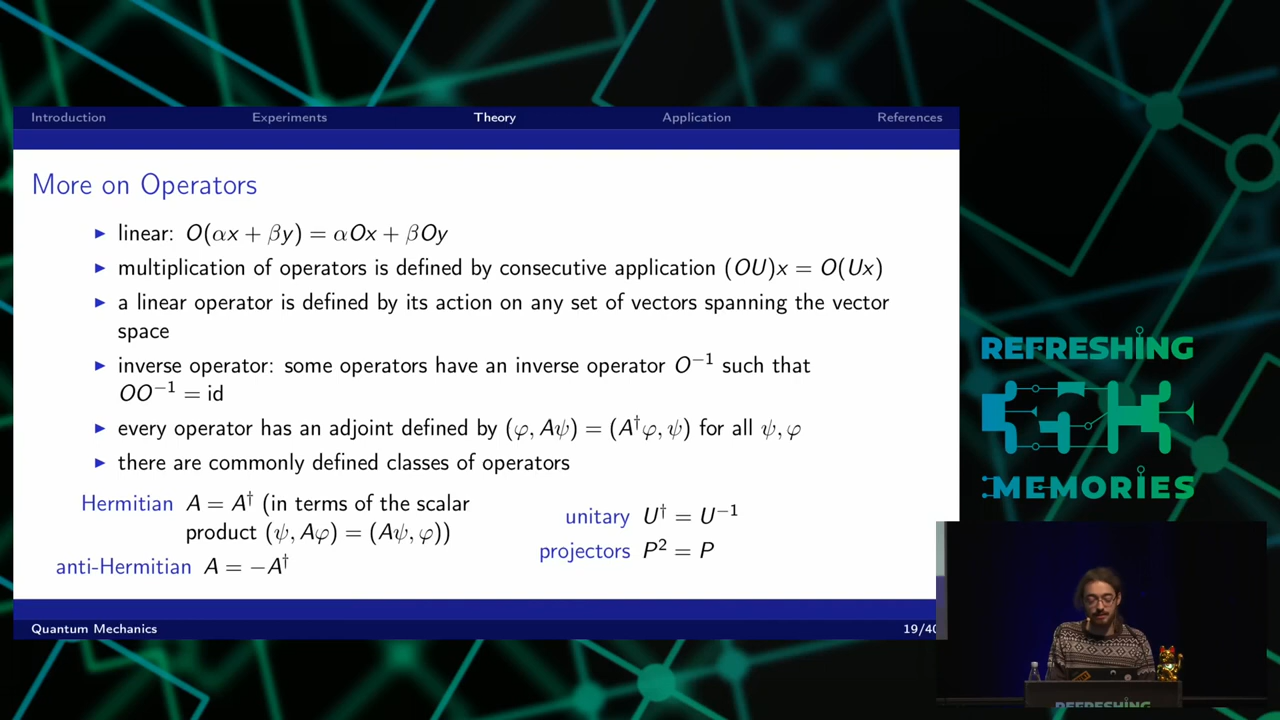 Introduction Experiments Theory Application References
More on Operators
▶ linear: O(αx + βy) = αOx + βOy
▶ multiplication of operators is defined by consecutive application (OU)x = O(Ux)
▶ a linear operator is defined by its action on any set of vectors spanning the vector
space
▶ inverse operator: some operators have an inverse operator O⁻¹ such that
OO⁻¹ = id
▶ every operator has an adjoint defined by (φ, Aψ) = (A†φ, ψ) for all ψ, φ
▶ there are commonly defined classes of operators
Hermitian A = A† (in terms of the scalar
product (ψ, Aφ) = (Aψ, φ))
anti-Hermitian A = −A†
unitary U† = U⁻¹
projectors P² = P
Quantum Mechanics 19/40
REFRESHING
MEMORIES
REFRESHING